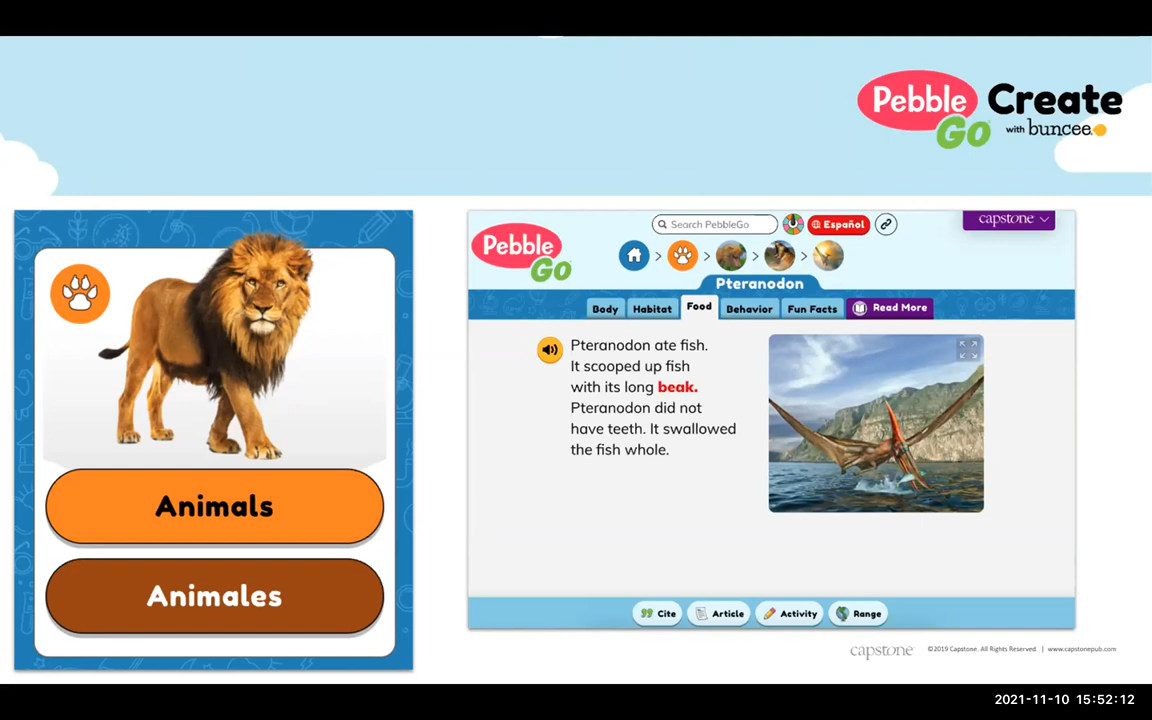 Pebble Go Create
with buncee
Animals
Animales
Pebble Go
Search PebbleGo
Español
capstone
Pteranodon
Body Habitat Food Behavior Fun Facts Read More
Pteranodon ate fish.
It scooped up fish
with its long beak.
Pteranodon did not
have teeth. It swallowed
the fish whole.
Cite Article Activity Range
capstone ©2019 Capstone. All Rights Reserved. | www.capstonepub.com
2021-11-10 15:52:12